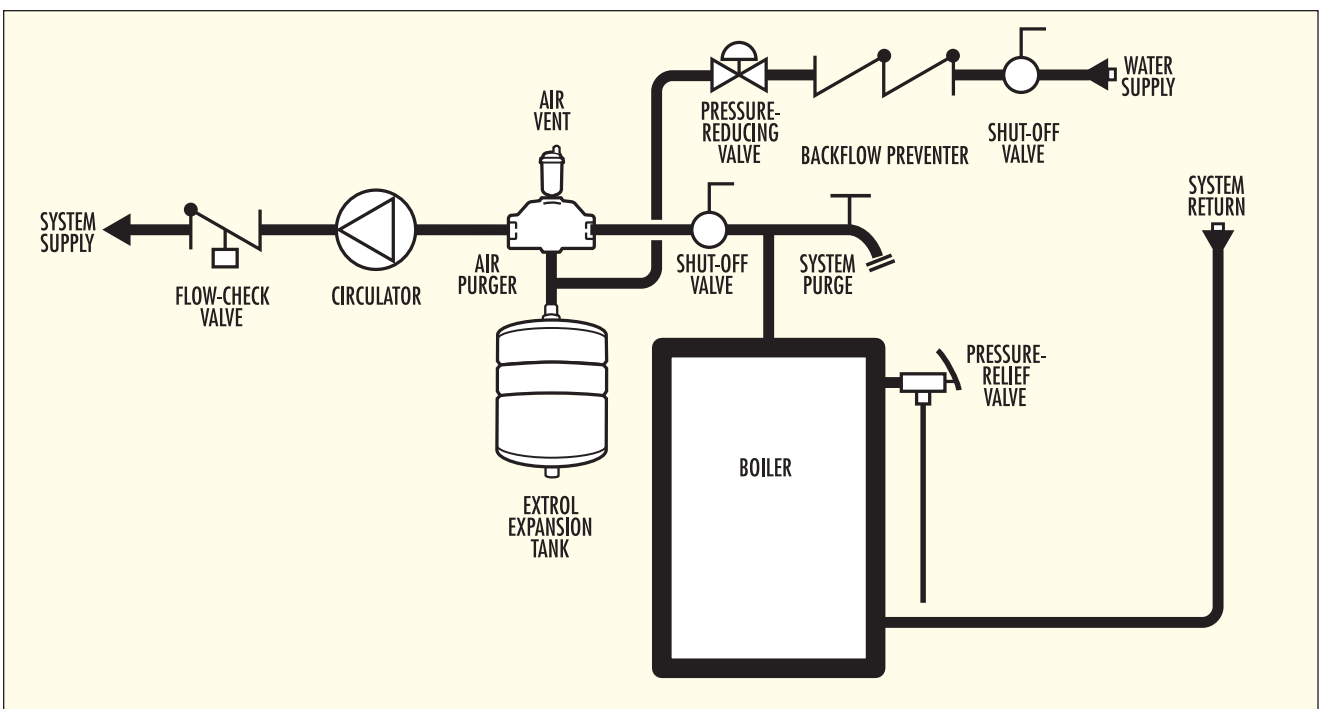 WATER
SUPPLY
PRESSURE-
REDUCING
VALVE
BACKFLOW PREVENTER
SHUT-OFF
VALVE
AIR
VENT
SYSTEM
RETURN
SYSTEM
SUPPLY
FLOW-CHECK
VALVE
CIRCULATOR
AIR
PURGER
SHUT-OFF
VALVE
SYSTEM
PURGE
PRESSURE-
RELIEF
VALVE
BOILER
EXTROL
EXPANSION
TANK